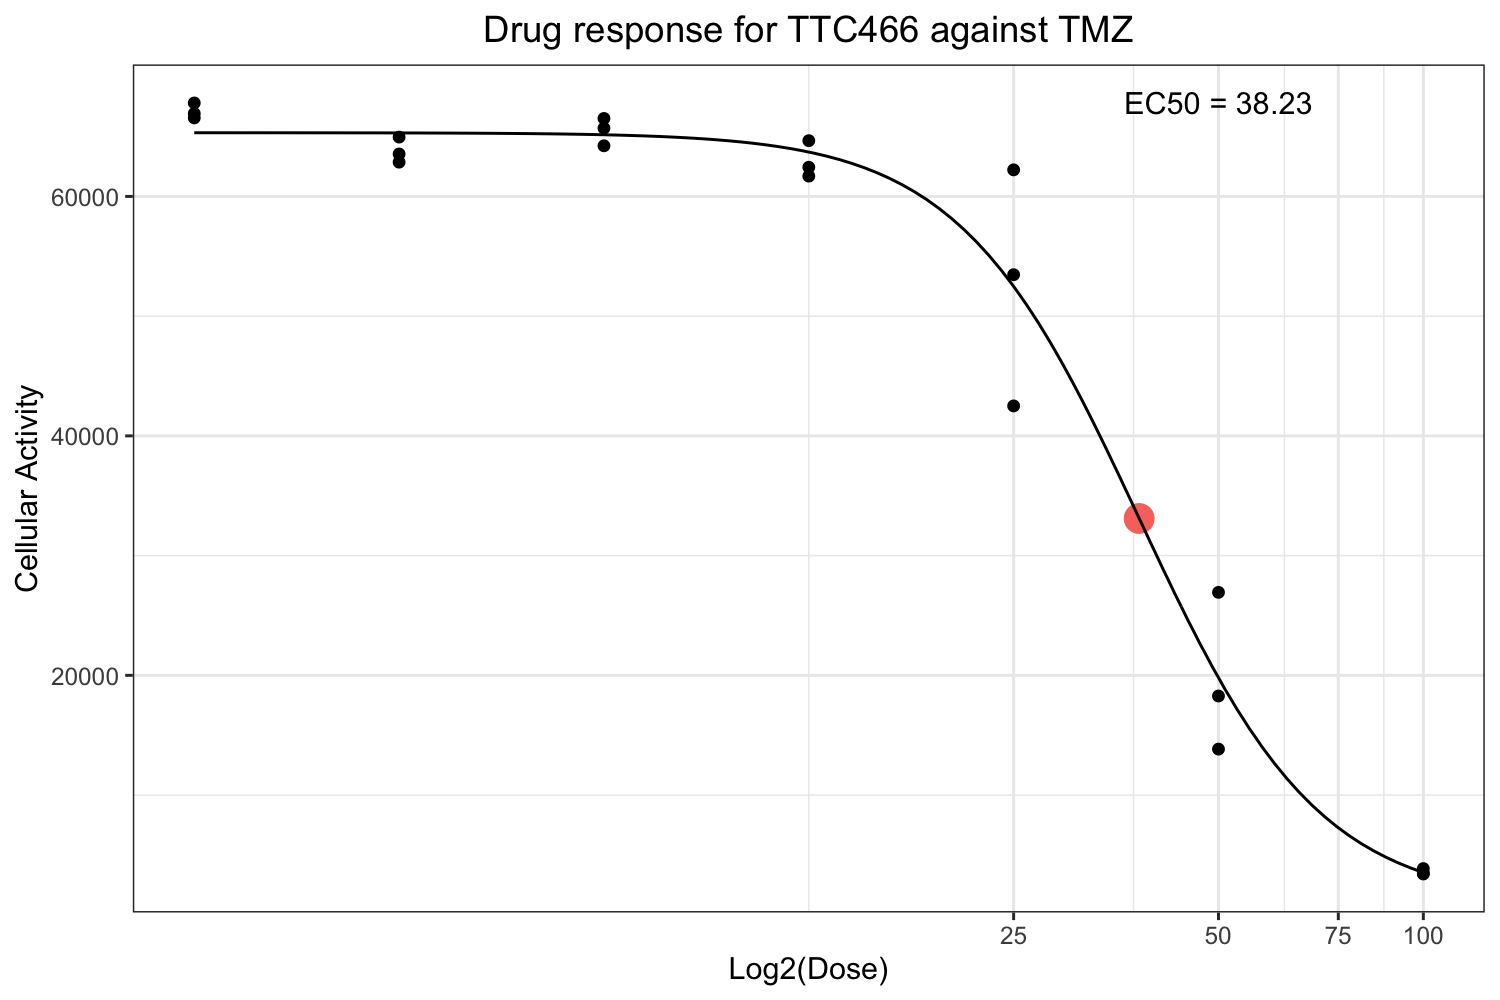 Drug response for TTC466 against TMZ
EC50 = 38.23
Cellular Activity
60000
40000
20000
25 50 75 100
Log2(Dose)